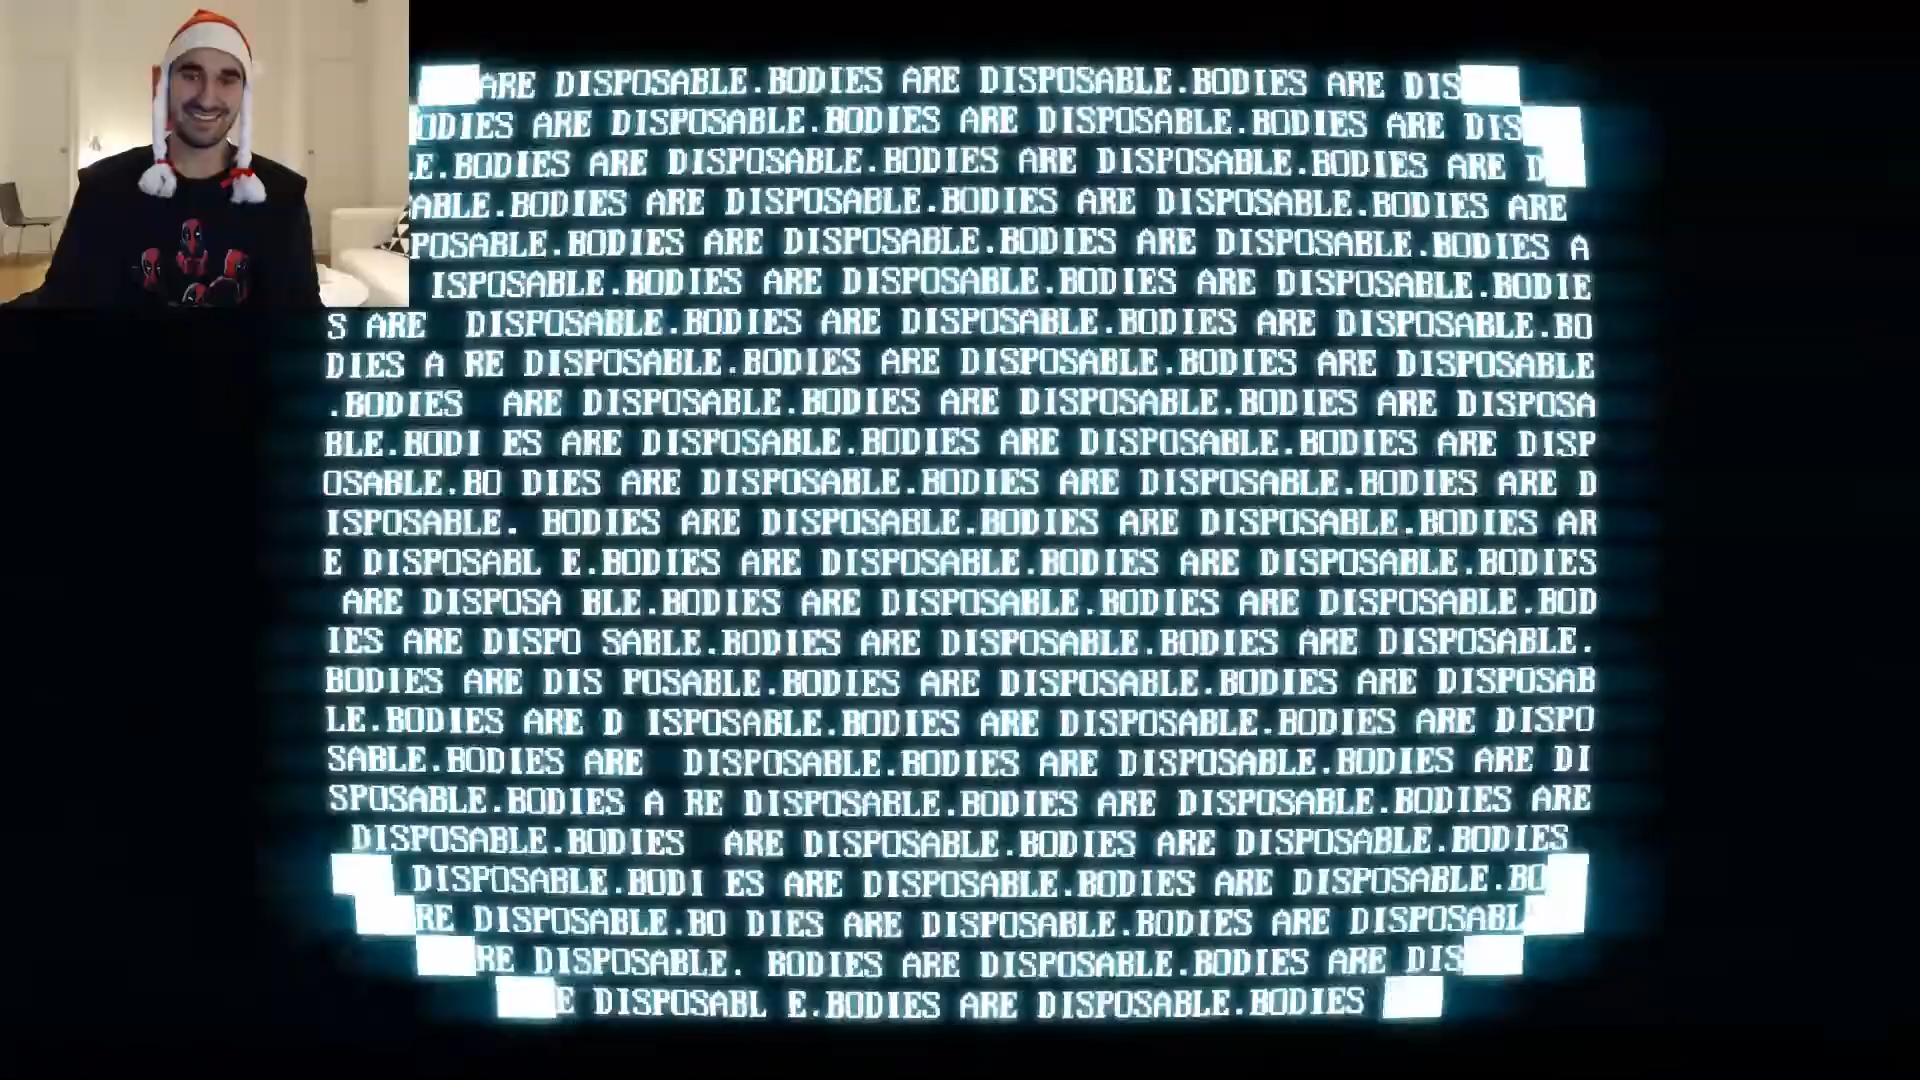 ARE DISPOSABLE.BODIES ARE DISPOSABLE.BODIES ARE DIS
ODIES ARE DISPOSABLE.BODIES ARE DISPOSABLE.BODIES ARE DIS
LE.BODIES ARE DISPOSABLE.BODIES ARE DISPOSABLE.BODIES ARE D
ABLE.BODIES ARE DISPOSABLE.BODIES ARE DISPOSABLE.BODIES ARE
POSABLE.BODIES ARE DISPOSABLE.BODIES ARE DISPOSABLE.BODIES A
ISPOSABLE.BODIES ARE DISPOSABLE.BODIES ARE DISPOSABLE.BODIE
S ARE  DISPOSABLE.BODIES ARE DISPOSABLE.BODIES ARE DISPOSABLE.BO
DIES A RE DISPOSABLE.BODIES ARE DISPOSABLE.BODIES ARE DISPOSABLE
.BODIES  ARE DISPOSABLE.BODIES ARE DISPOSABLE.BODIES ARE DISPOSA
BLE.BODI ES ARE DISPOSABLE.BODIES ARE DISPOSABLE.BODIES ARE DISP
OSABLE.BO DIES ARE DISPOSABLE.BODIES ARE DISPOSABLE.BODIES ARE D
ISPOSABLE. BODIES ARE DISPOSABLE.BODIES ARE DISPOSABLE.BODIES AR
E DISPOSABL E.BODIES ARE DISPOSABLE.BODIES ARE DISPOSABLE.BODIES
ARE DISPOSA BLE.BODIES ARE DISPOSABLE.BODIES ARE DISPOSABLE.BOD
IES ARE DISPO SABLE.BODIES ARE DISPOSABLE.BODIES ARE DISPOSABLE.
BODIES ARE DIS POSABLE.BODIES ARE DISPOSABLE.BODIES ARE DISPOSAB
LE.BODIES ARE D ISPOSABLE.BODIES ARE DISPOSABLE.BODIES ARE DISPO
SABLE.BODIES ARE  DISPOSABLE.BODIES ARE DISPOSABLE.BODIES ARE DI
SPOSABLE.BODIES A RE DISPOSABLE.BODIES ARE DISPOSABLE.BODIES ARE
DISPOSABLE.BODIES  ARE DISPOSABLE.BODIES ARE DISPOSABLE.BODIES
DISPOSABLE.BODI ES ARE DISPOSABLE.BODIES ARE DISPOSABLE.BO
RE DISPOSABLE.BO DIES ARE DISPOSABLE.BODIES ARE DISPOSABL
RE DISPOSABLE. BODIES ARE DISPOSABLE.BODIES ARE DIS
E DISPOSABL E.BODIES ARE DISPOSABLE.BODIES